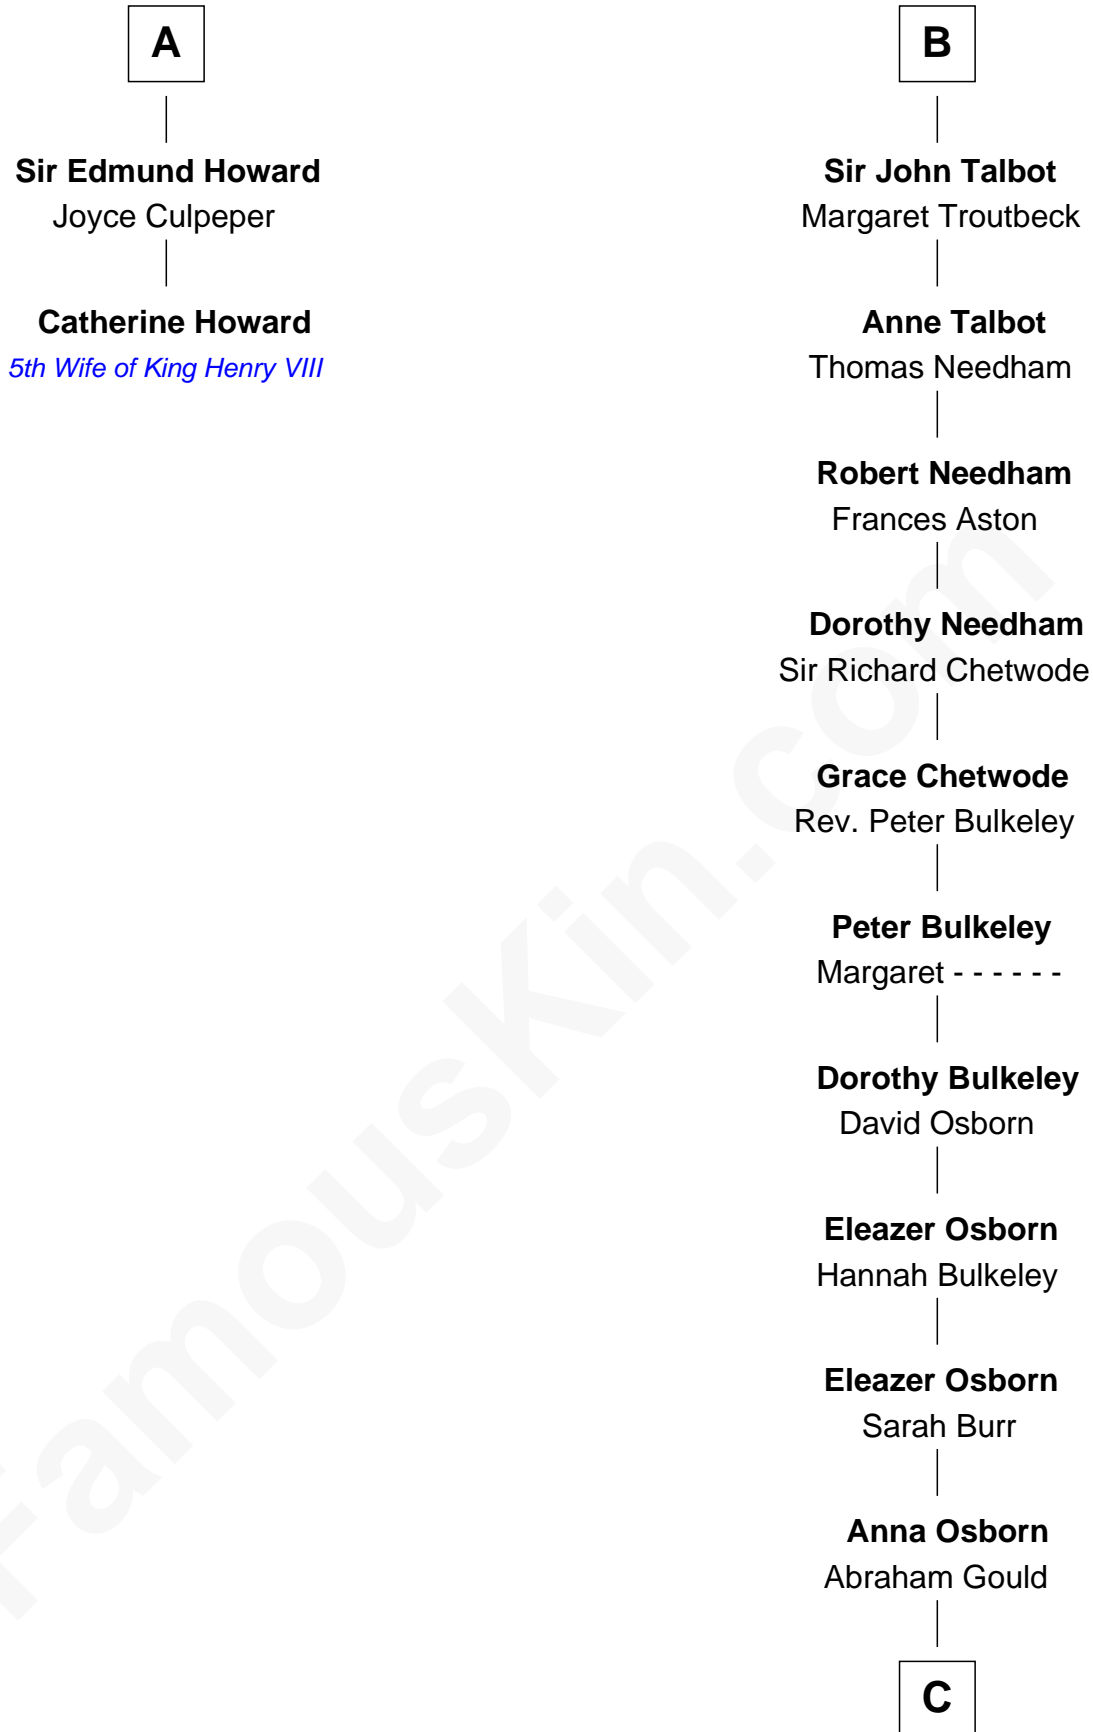 A
Sir Edmund Howard
Joyce Culpeper
Catherine Howard
5th Wife of King Henry VIII
B
Sir John Talbot
Margaret Troutbeck
Anne Talbot
Thomas Needham
Robert Needham
Frances Aston
Dorothy Needham
Sir Richard Chetwode
Grace Chetwode
Rev. Peter Bulkeley
Peter Bulkeley
Margaret - - - - - -
Dorothy Bulkeley
David Osborn
Eleazer Osborn
Hannah Bulkeley
Eleazer Osborn
Sarah Burr
Anna Osborn
Abraham Gould
C
FamousKin.com